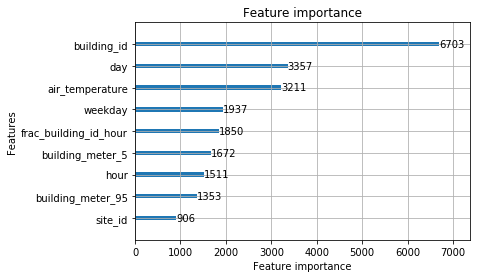 Feature importance
building_id
6703
day
3357
air_temperature
3211
weekday
1937
frac_building_id_hour
1850
building_meter_5
1672
hour
1511
building_meter_95
1353
site_id
906
Features
0 1000 2000 3000 4000 5000 6000 7000
Feature importance